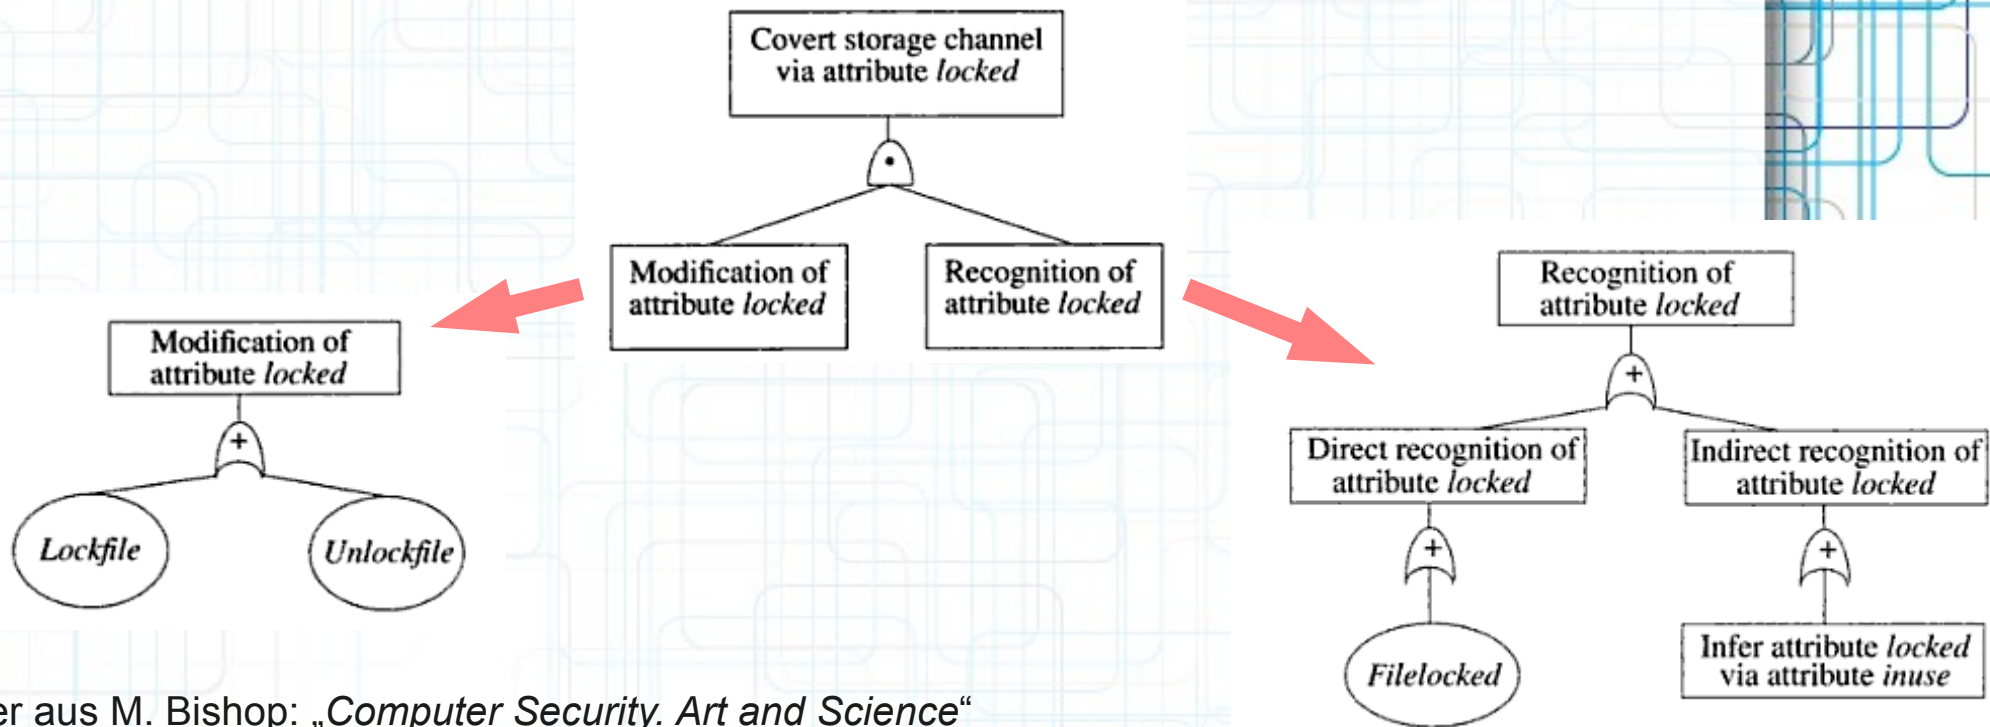 Covert storage channel
via attribute locked
Modification of
attribute locked
Recognition of
attribute locked
Modification of
attribute locked
+
Lockfile
Unlockfile
Recognition of
attribute locked
+
Direct recognition of
attribute locked
Indirect recognition of
attribute locked
+
+
Filelocked
Infer attribute locked
via attribute inuse
aus M. Bishop: „Computer Security. Art and Science“